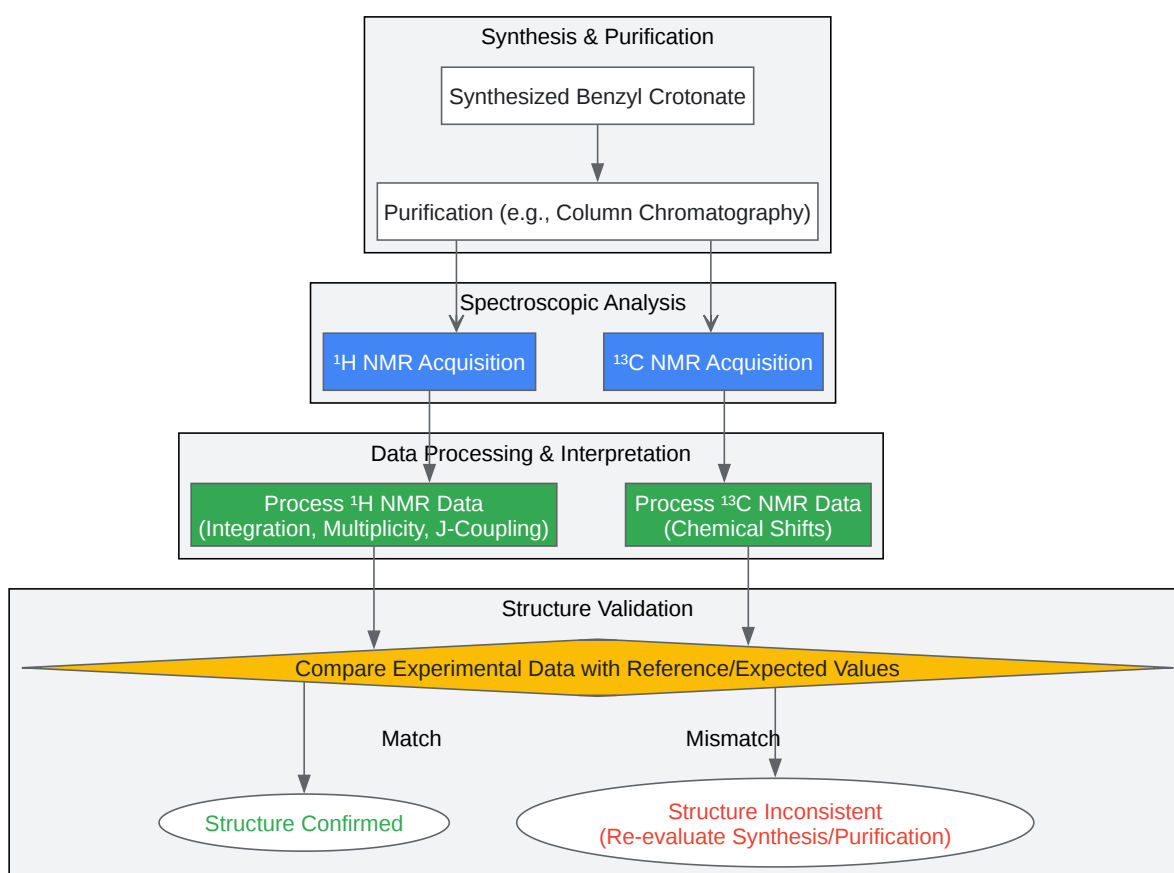 Synthesis & Purification
Synthesized Benzyl Crotonate
Purification (e.g., Column Chromatography)
Spectroscopic Analysis
¹H NMR Acquisition
¹³C NMR Acquisition
Data Processing & Interpretation
Process ¹H NMR Data
(Integration, Multiplicity, J-Coupling)
Process ¹³C NMR Data
(Chemical Shifts)
Structure Validation
Compare Experimental Data with Reference/Expected Values
Match
Mismatch
Structure Confirmed
Structure Inconsistent
(Re-evaluate Synthesis/Purification)